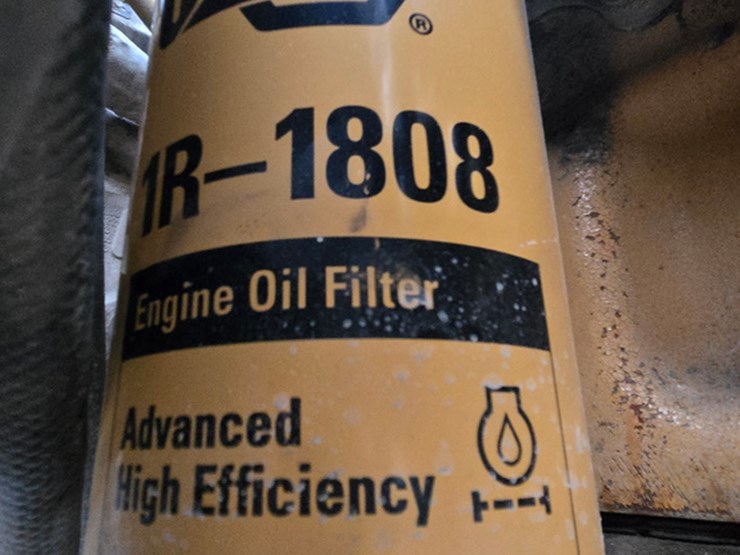 ®
1R-1808
Engine Oil Filter
Advanced
High Efficiency